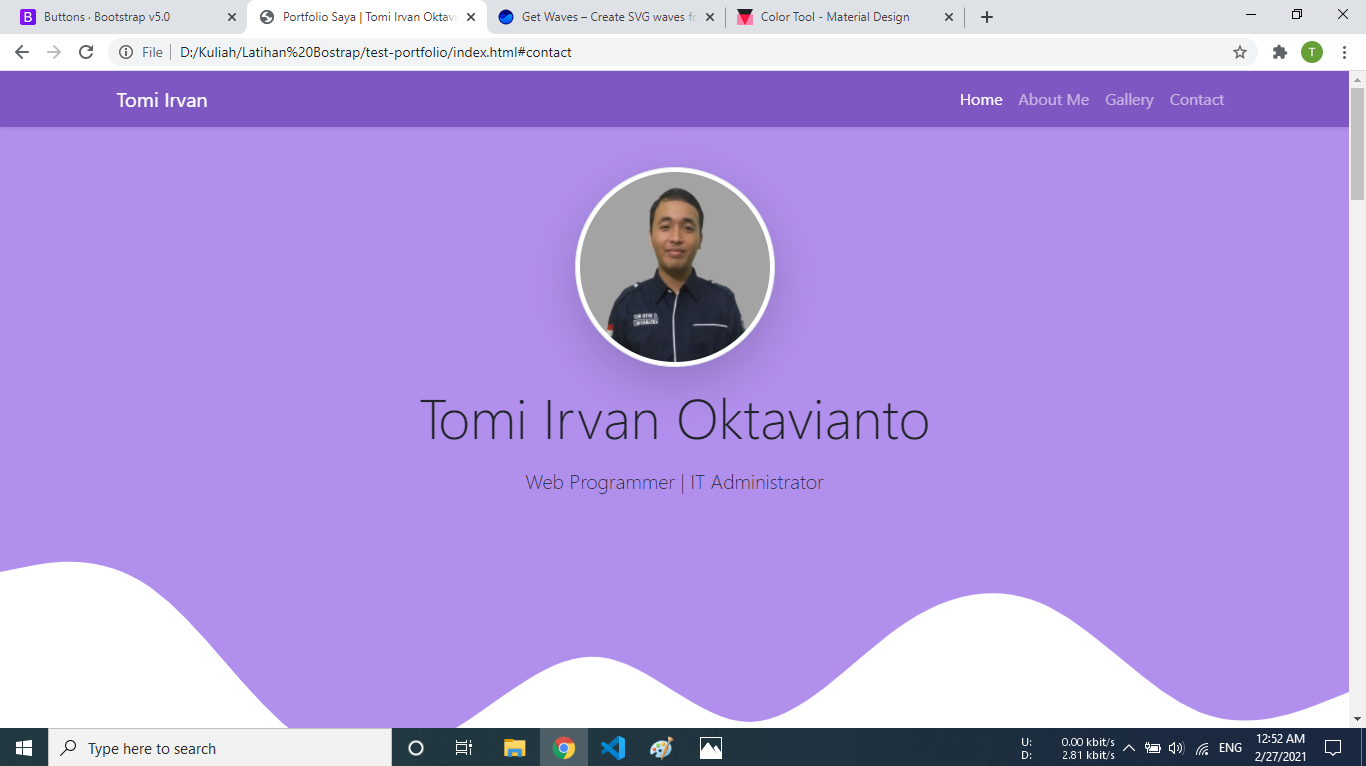 Buttons · Bootstrap v5.0
Portfolio Saya | Tomi Irvan Oktavi
Get Waves – Create SVG waves fo
Color Tool - Material Design
File
D:/Kuliah/Latihan%20Bostrap/test-portfolio/index.html#contact
T
Tomi Irvan
Home
About Me
Gallery
Contact
Tomi Irvan Oktavianto
Web Programmer | IT Administrator
Type here to search
U: 0.00 kbit/s
D: 2.81 kbit/s
ENG
12:52 AM
2/27/2021